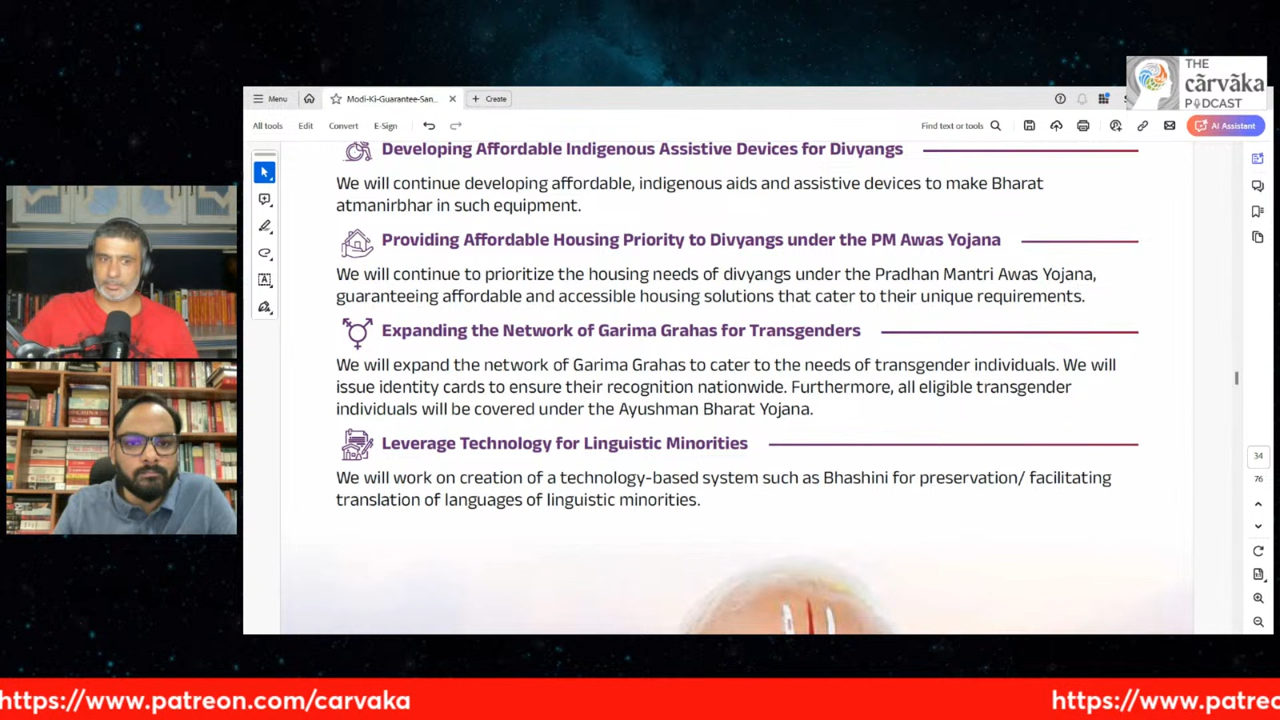 THE
cārvāka
PODCAST
Menu
Modi-Ki-Guarantee-San...
Create
All tools
Edit
Convert
E-Sign
Find text or tools
AI Assistant
Developing Affordable Indigenous Assistive Devices for Divyangs
We will continue developing affordable, indigenous aids and assistive devices to make Bharat
atmanirbhar in such equipment.
Providing Affordable Housing Priority to Divyangs under the PM Awas Yojana
We will continue to prioritize the housing needs of divyangs under the Pradhan Mantri Awas Yojana,
guaranteeing affordable and accessible housing solutions that cater to their unique requirements.
Expanding the Network of Garima Grahas for Transgenders
We will expand the network of Garima Grahas to cater to the needs of transgender individuals. We will
issue identity cards to ensure their recognition nationwide. Furthermore, all eligible transgender
individuals will be covered under the Ayushman Bharat Yojana.
Leverage Technology for Linguistic Minorities
We will work on creation of a technology-based system such as Bhashini for preservation/ facilitating
translation of languages of linguistic minorities.
34
76
https://www.patreon.com/carvaka
https://www.patreo